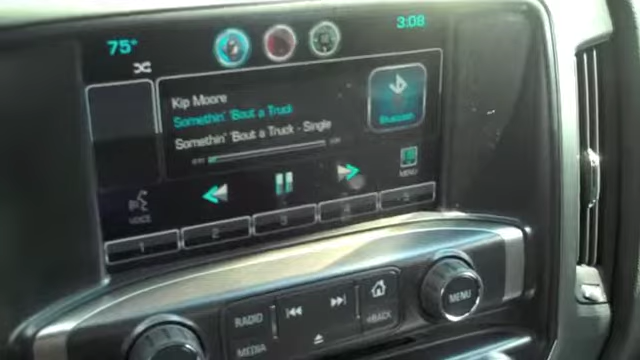 75°
3:08
Kip Moore
Somethin' 'Bout a Truck
Somethin' 'Bout a Truck - Single
Bluetooth
VOICE
MENU
1 2 3 4 5
RADIO
MEDIA
BACK
MENU